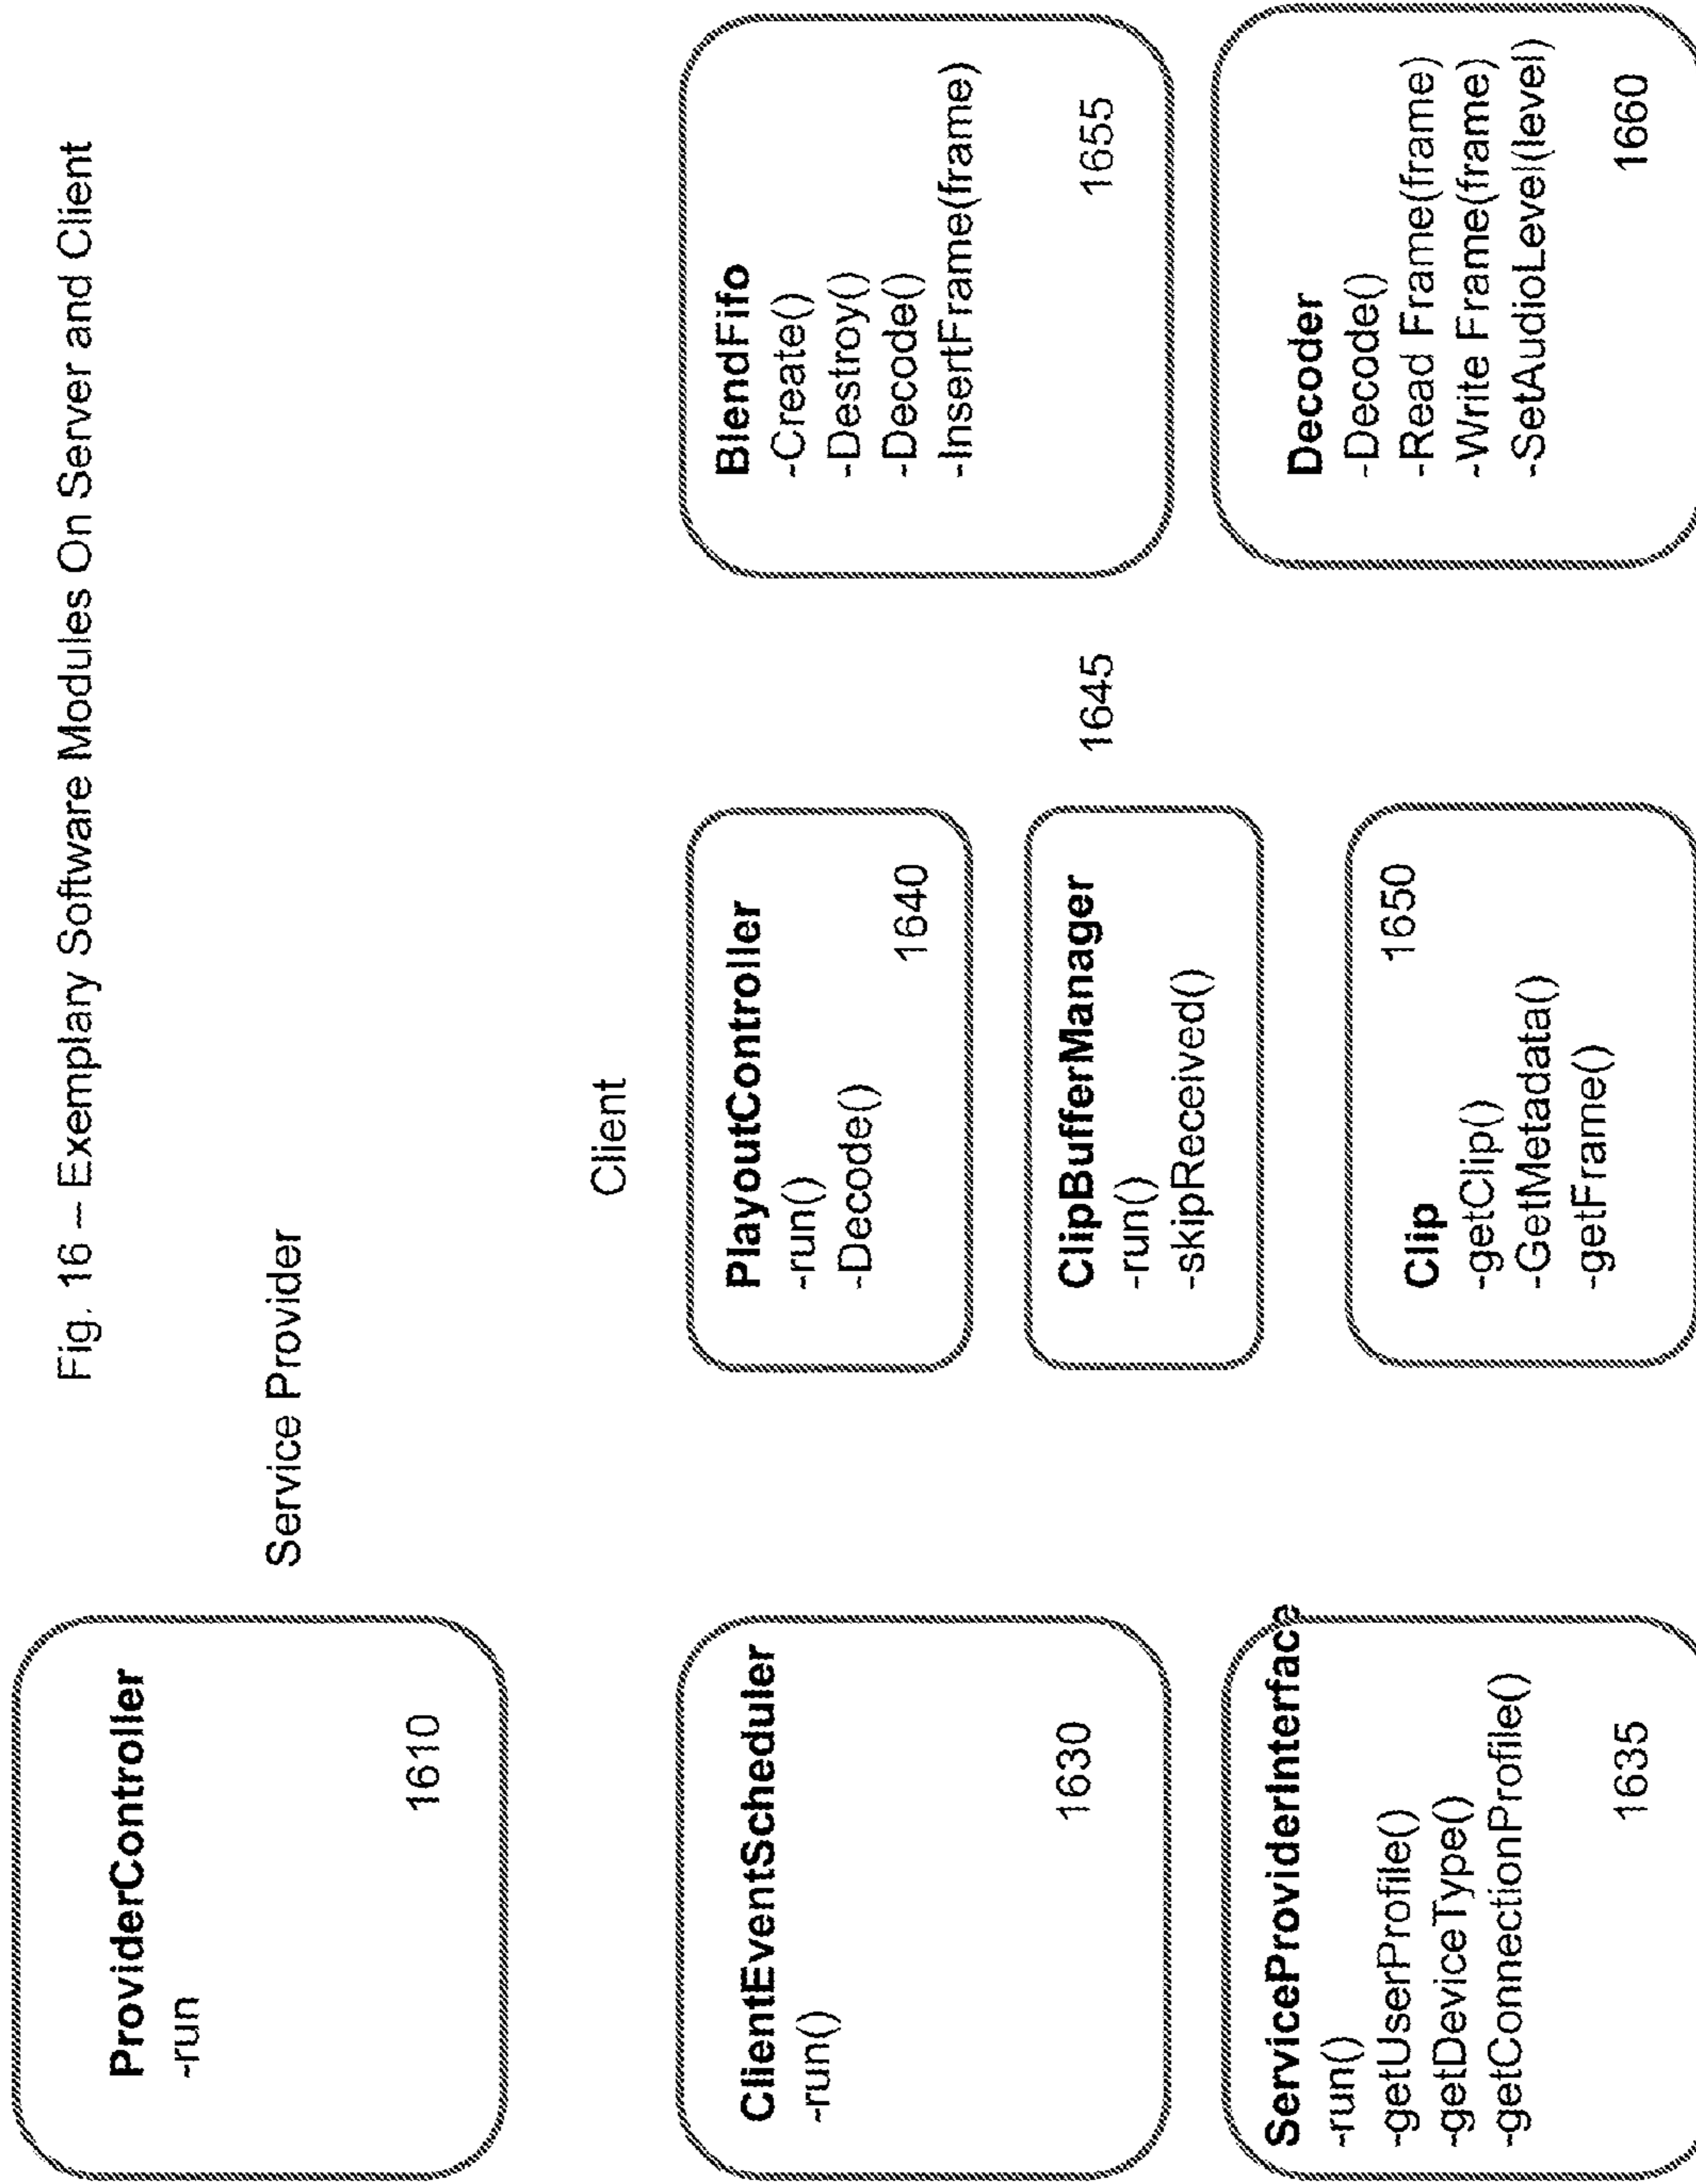 Fig. 16 – Exemplary Software Modules On Server and Client
ProviderController
-run
1610
Service Provider
Client
ClientEventScheduler
-run()
1630
ServiceProviderInterface
-run()
-getUserProfile()
-getDeviceType()
-getConnectionProfile()
1635
PlayoutController
-run()
-Decode()
1640
ClipBufferManager
-run()
-skipReceived()
1645
Clip
-getClip()
-GetMetadata()
-getFrame()
1650
BlendFifo
-Create()
-Destroy()
-Decode()
-InsertFrame(frame)
1655
Decoder
-Decode()
-Read Frame(frame)
-Write Frame(frame)
-SetAudioLevel(level)
1660